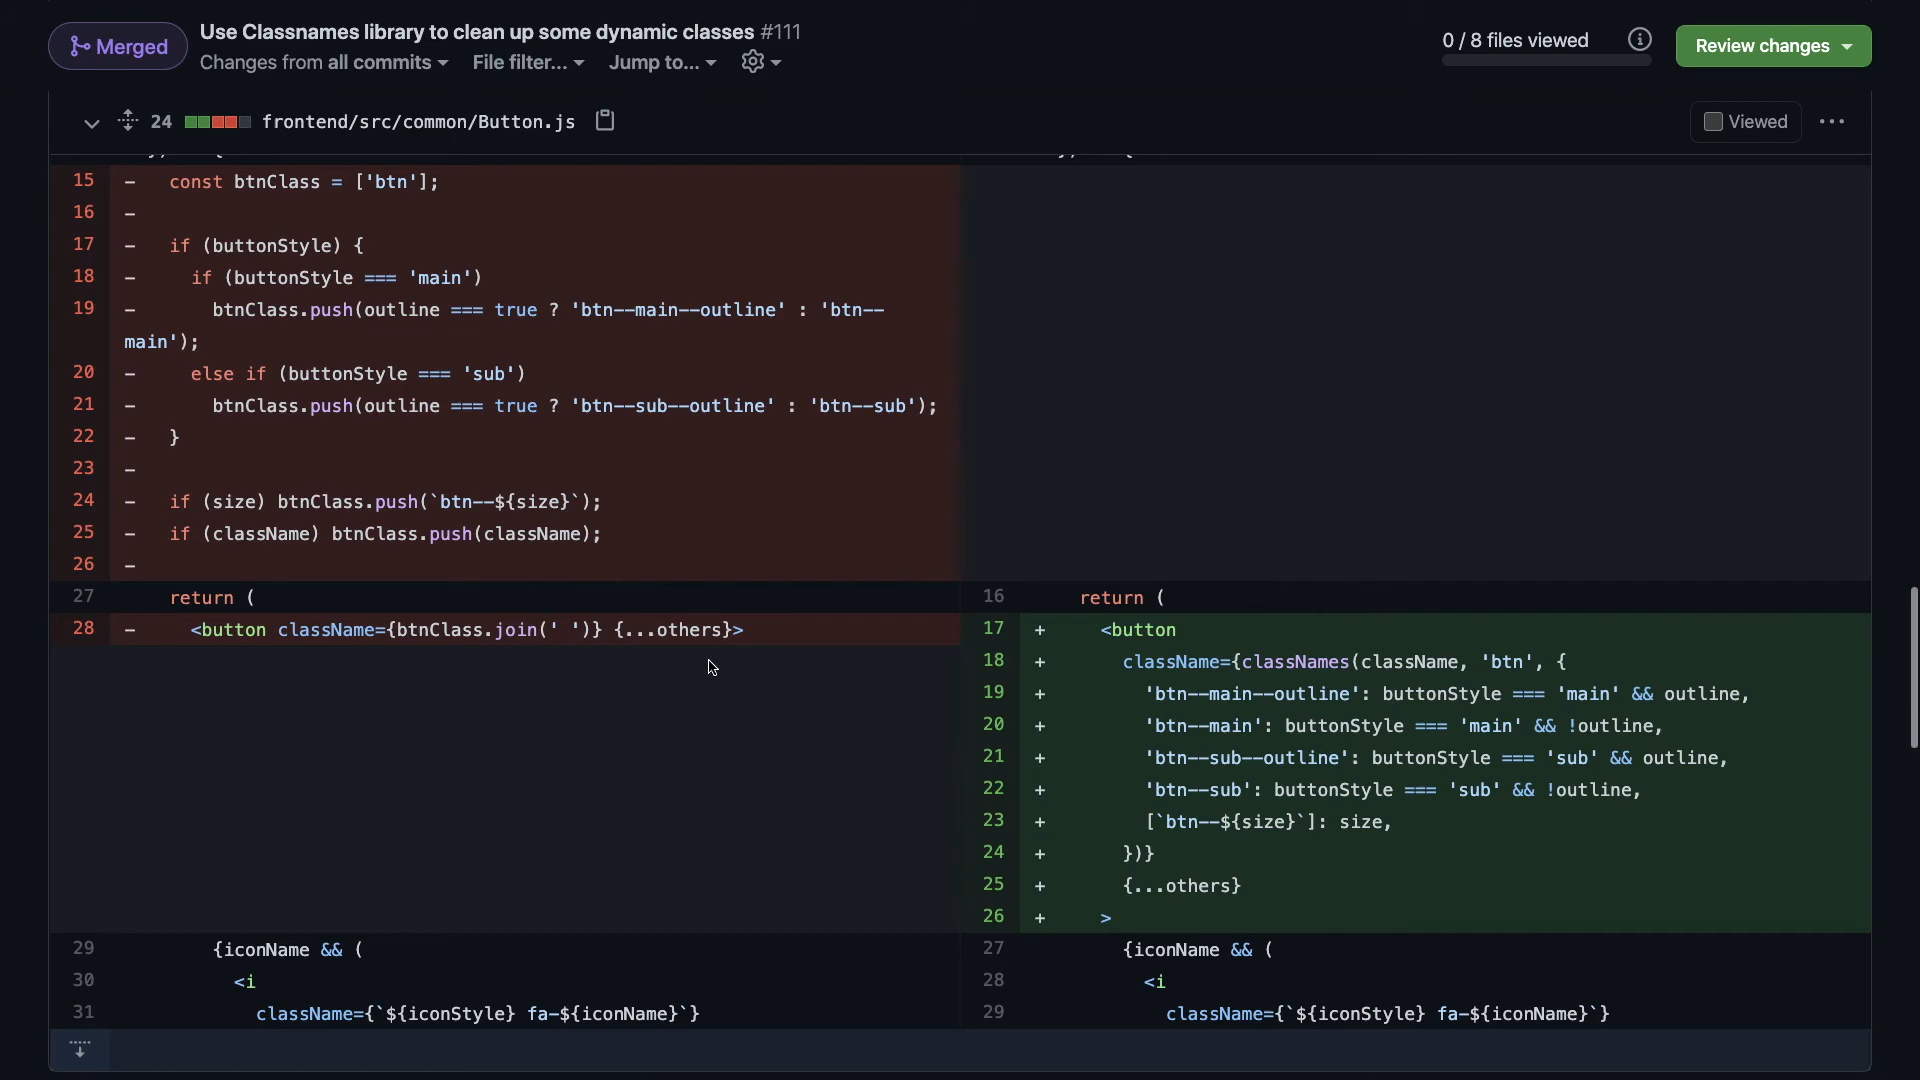 Merged
Use Classnames library to clean up some dynamic classes #111
Changes from all commits File filter... Jump to...
0 / 8 files viewed
Review changes
24 frontend/src/common/Button.js
Viewed
15 - const btnClass = ['btn'];
16 -
17 - if (buttonStyle) {
18 - if (buttonStyle === 'main')
19 - btnClass.push(outline === true ? 'btn--main--outline' : 'btn--
main');
20 - else if (buttonStyle === 'sub')
21 - btnClass.push(outline === true ? 'btn--sub--outline' : 'btn--sub');
22 - }
23 -
24 - if (size) btnClass.push(`btn--${size}`);
25 - if (className) btnClass.push(className);
26 -
27 return (
28 - <button className={btnClass.join(' ')} {...others}>
29 {iconName && (
30 <i
31 className={`${iconStyle} fa-${iconName}`}
16 return (
17 + <button
18 + className={classNames(className, 'btn', {
19 + 'btn--main--outline': buttonStyle === 'main' && outline,
20 + 'btn--main': buttonStyle === 'main' && !outline,
21 + 'btn--sub--outline': buttonStyle === 'sub' && outline,
22 + 'btn--sub': buttonStyle === 'sub' && !outline,
23 + [`btn--${size}`]: size,
24 + })}
25 + {...others}
26 + >
27 {iconName && (
28 <i
29 className={`${iconStyle} fa-${iconName}`}